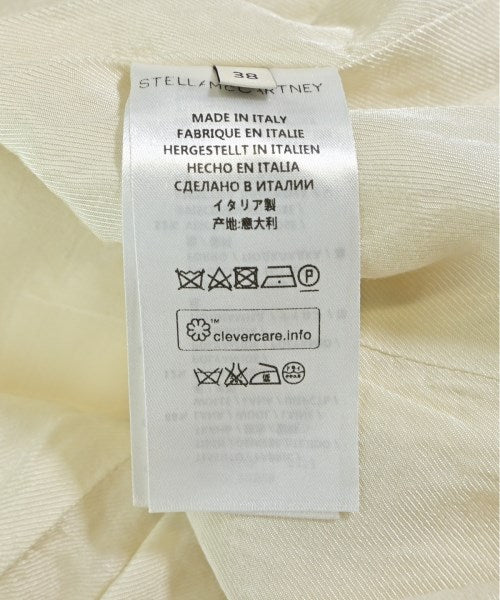 38
STELLA McCARTNEY
MADE IN ITALY
FABRIQUE EN ITALIE
HERGESTELLT IN ITALIEN
HECHO EN ITALIA
СДЕЛАНО В ИТАЛИИ
イタリア製
产地:意大利
P
™
clevercare.info